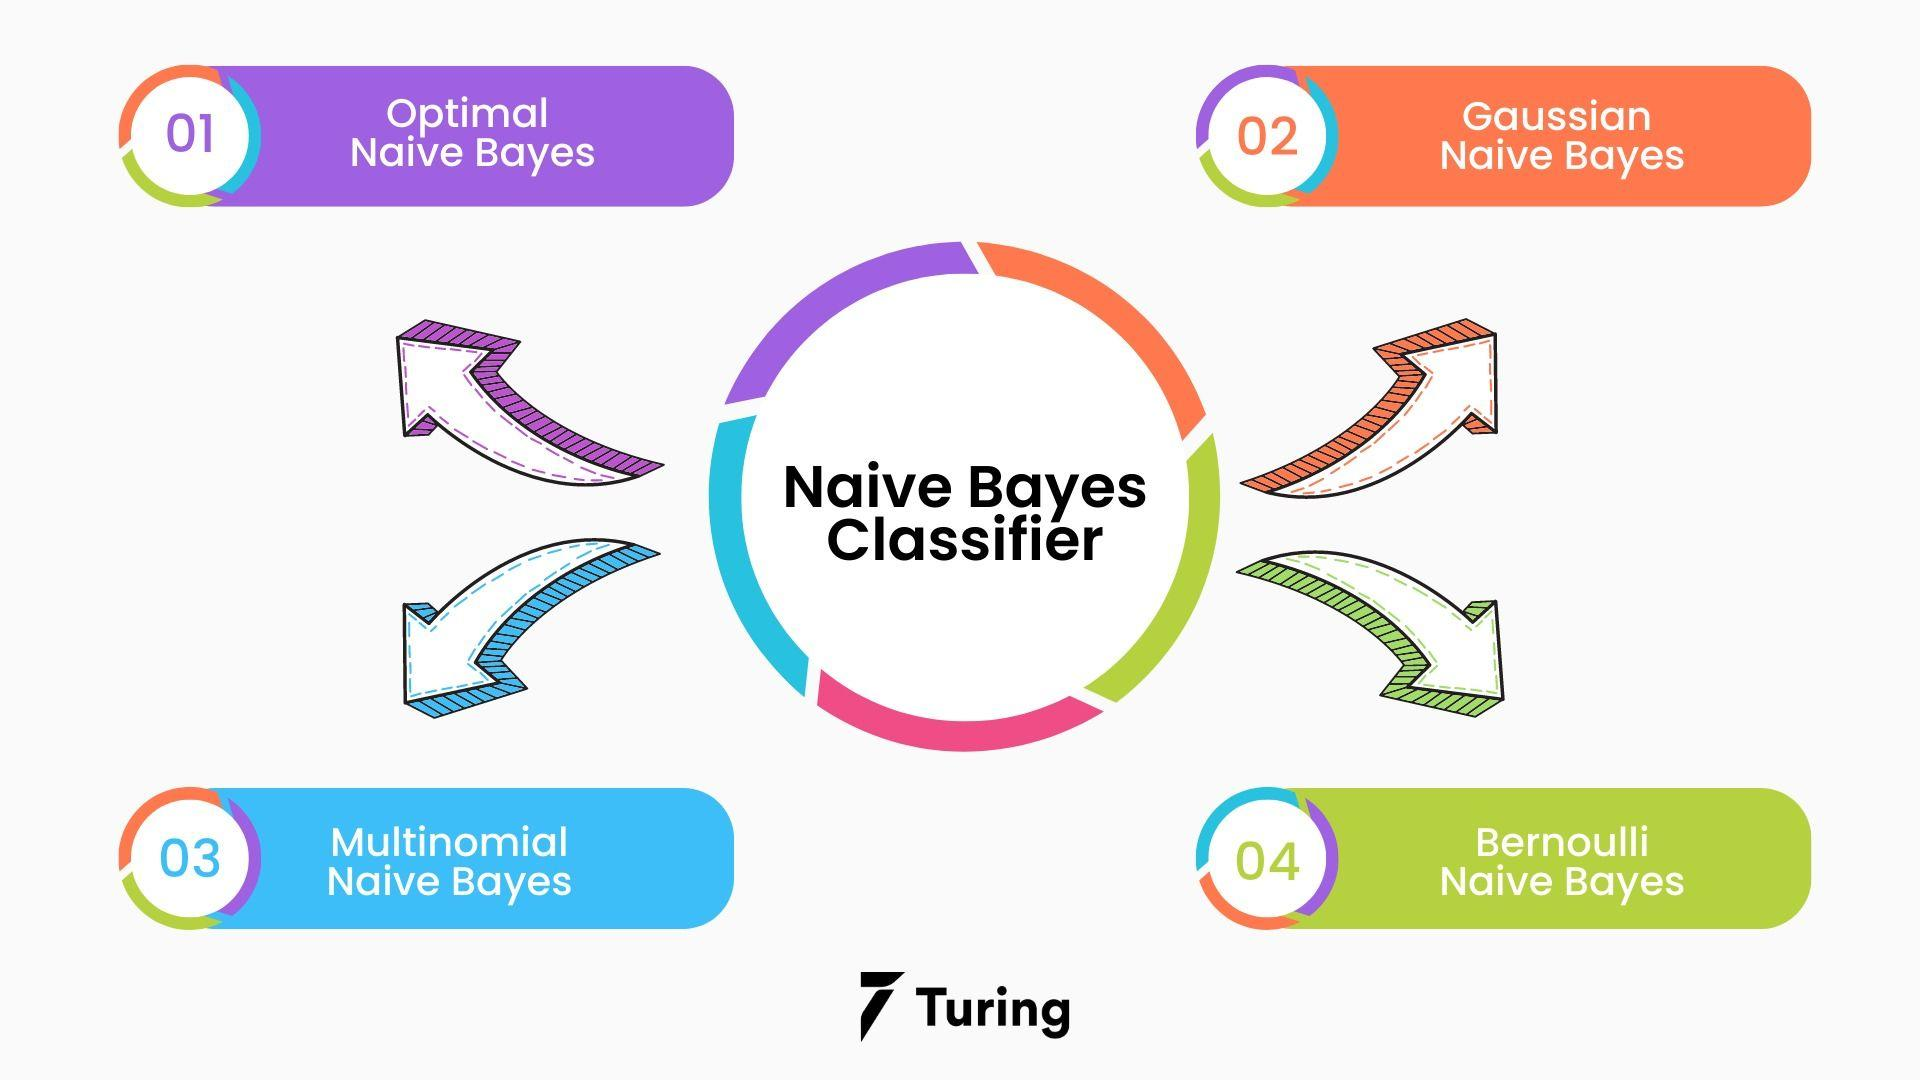 01
Optimal
Naive Bayes
02
Gaussian
Naive Bayes
Naive Bayes
Classifier
03
Multinomial
Naive Bayes
04
Bernoulli
Naive Bayes
Turing